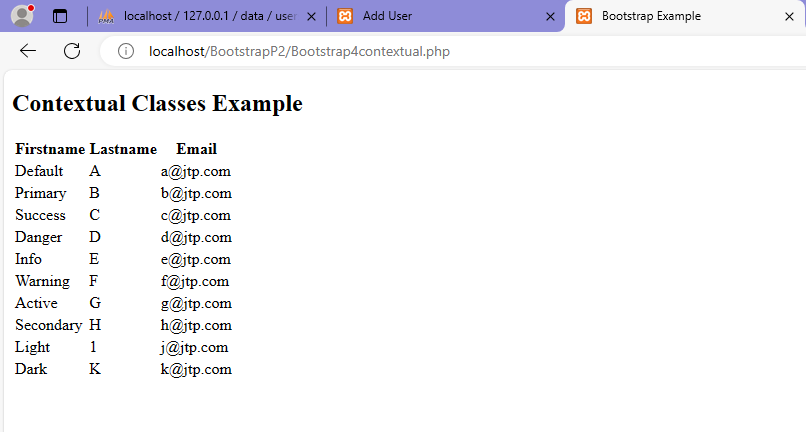 localhost / 127.0.0.1 / data / user
Add User
Bootstrap Example
localhost/BootstrapP2/Bootstrap4contextual.php
Contextual Classes Example
Firstname Lastname Email
Default A a@jtp.com
Primary B b@jtp.com
Success C c@jtp.com
Danger D d@jtp.com
Info E e@jtp.com
Warning F f@jtp.com
Active G g@jtp.com
Secondary H h@jtp.com
Light 1 j@jtp.com
Dark K k@jtp.com